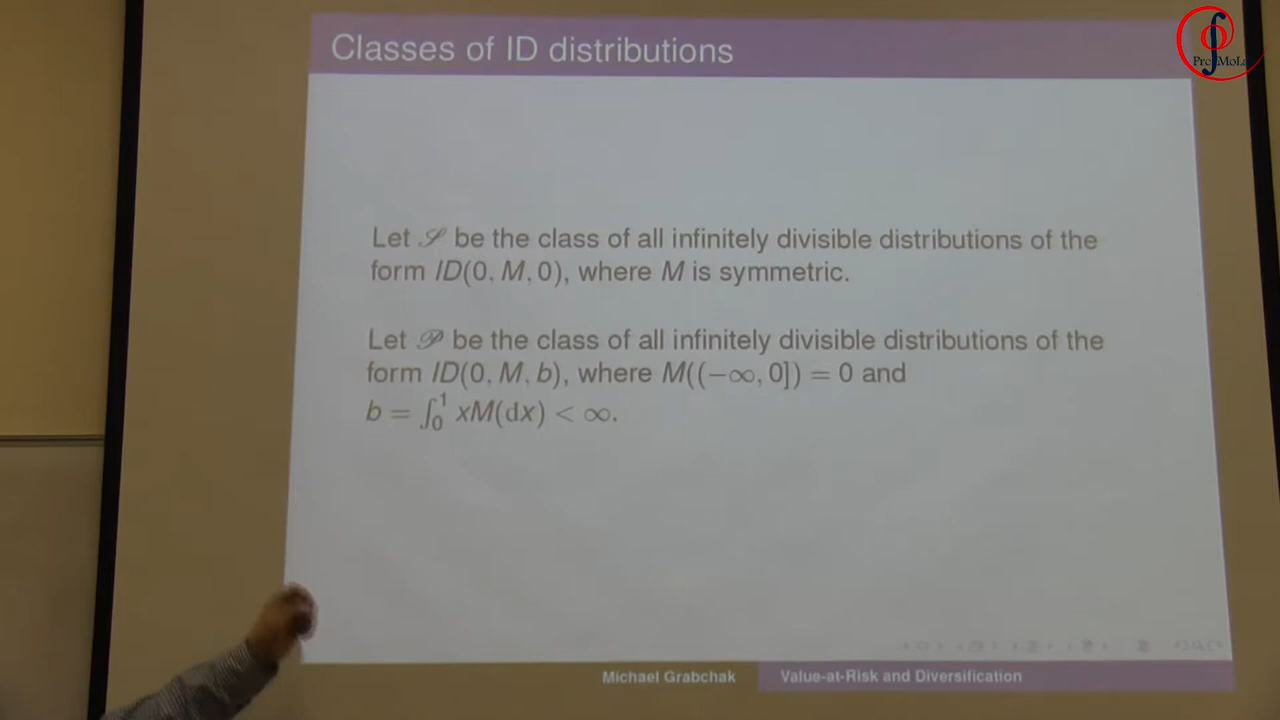 Classes of ID distributions
Let 𝒮 be the class of all infinitely divisible distributions of the
form ID(0, M, 0), where M is symmetric.
Let 𝒫 be the class of all infinitely divisible distributions of the
form ID(0, M, b), where M((−∞, 0]) = 0 and
b = ∫₀¹ xM(dx) < ∞.
Michael Grabchak
Value-at-Risk and Diversification